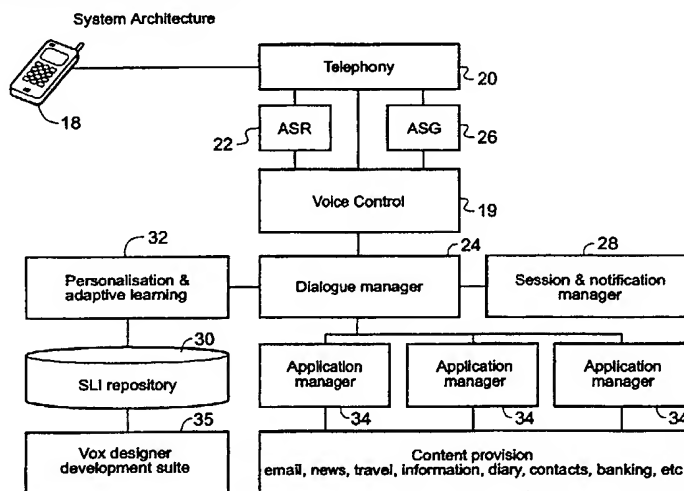 System Architecture
Telephony
20
18
22
ASR
ASG
26
Voice Control
19
32
24
28
Personalisation &
adaptive learning
Dialogue manager
Session & notification
manager
30
SLI repository
Application
manager
Application
manager
Application
manager
34
34
34
35
Vox designer
development suite
Content provision
email, news, travel, information, diary, contacts, banking, etc